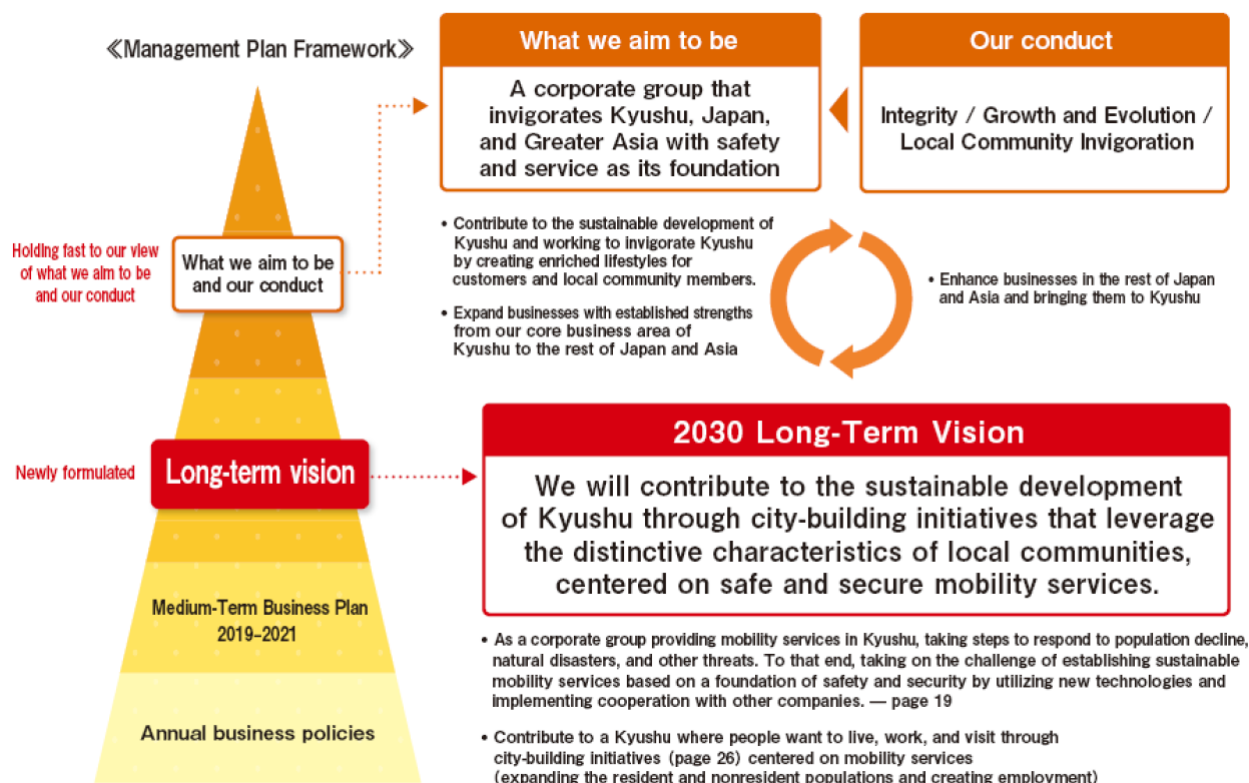 ≪Management Plan Framework≫
What we aim to be
A corporate group that
invigorates Kyushu, Japan,
and Greater Asia with safety
and service as its foundation
Our conduct
Integrity / Growth and Evolution /
Local Community Invigoration
Holding fast to our view
of what we aim to be
and our conduct
What we aim to be
and our conduct
• Contribute to the sustainable development of
Kyushu and working to invigorate Kyushu
by creating enriched lifestyles for
customers and local community members.
• Expand businesses with established strengths
from our core business area of
Kyushu to the rest of Japan and Asia
• Enhance businesses in the rest of Japan
and Asia and bringing them to Kyushu
Newly formulated
Long-term vision
2030 Long-Term Vision
We will contribute to the sustainable development
of Kyushu through city-building initiatives that leverage
the distinctive characteristics of local communities,
centered on safe and secure mobility services.
Medium-Term Business Plan
2019–2021
Annual business policies
• As a corporate group providing mobility services in Kyushu, taking steps to respond to population decline,
natural disasters, and other threats. To that end, taking on the challenge of establishing sustainable
mobility services based on a foundation of safety and security by utilizing new technologies and
implementing cooperation with other companies. — page 19
• Contribute to a Kyushu where people want to live, work, and visit through
city-building initiatives (page 26) centered on mobility services
(expanding the resident and nonresident populations and creating employment)